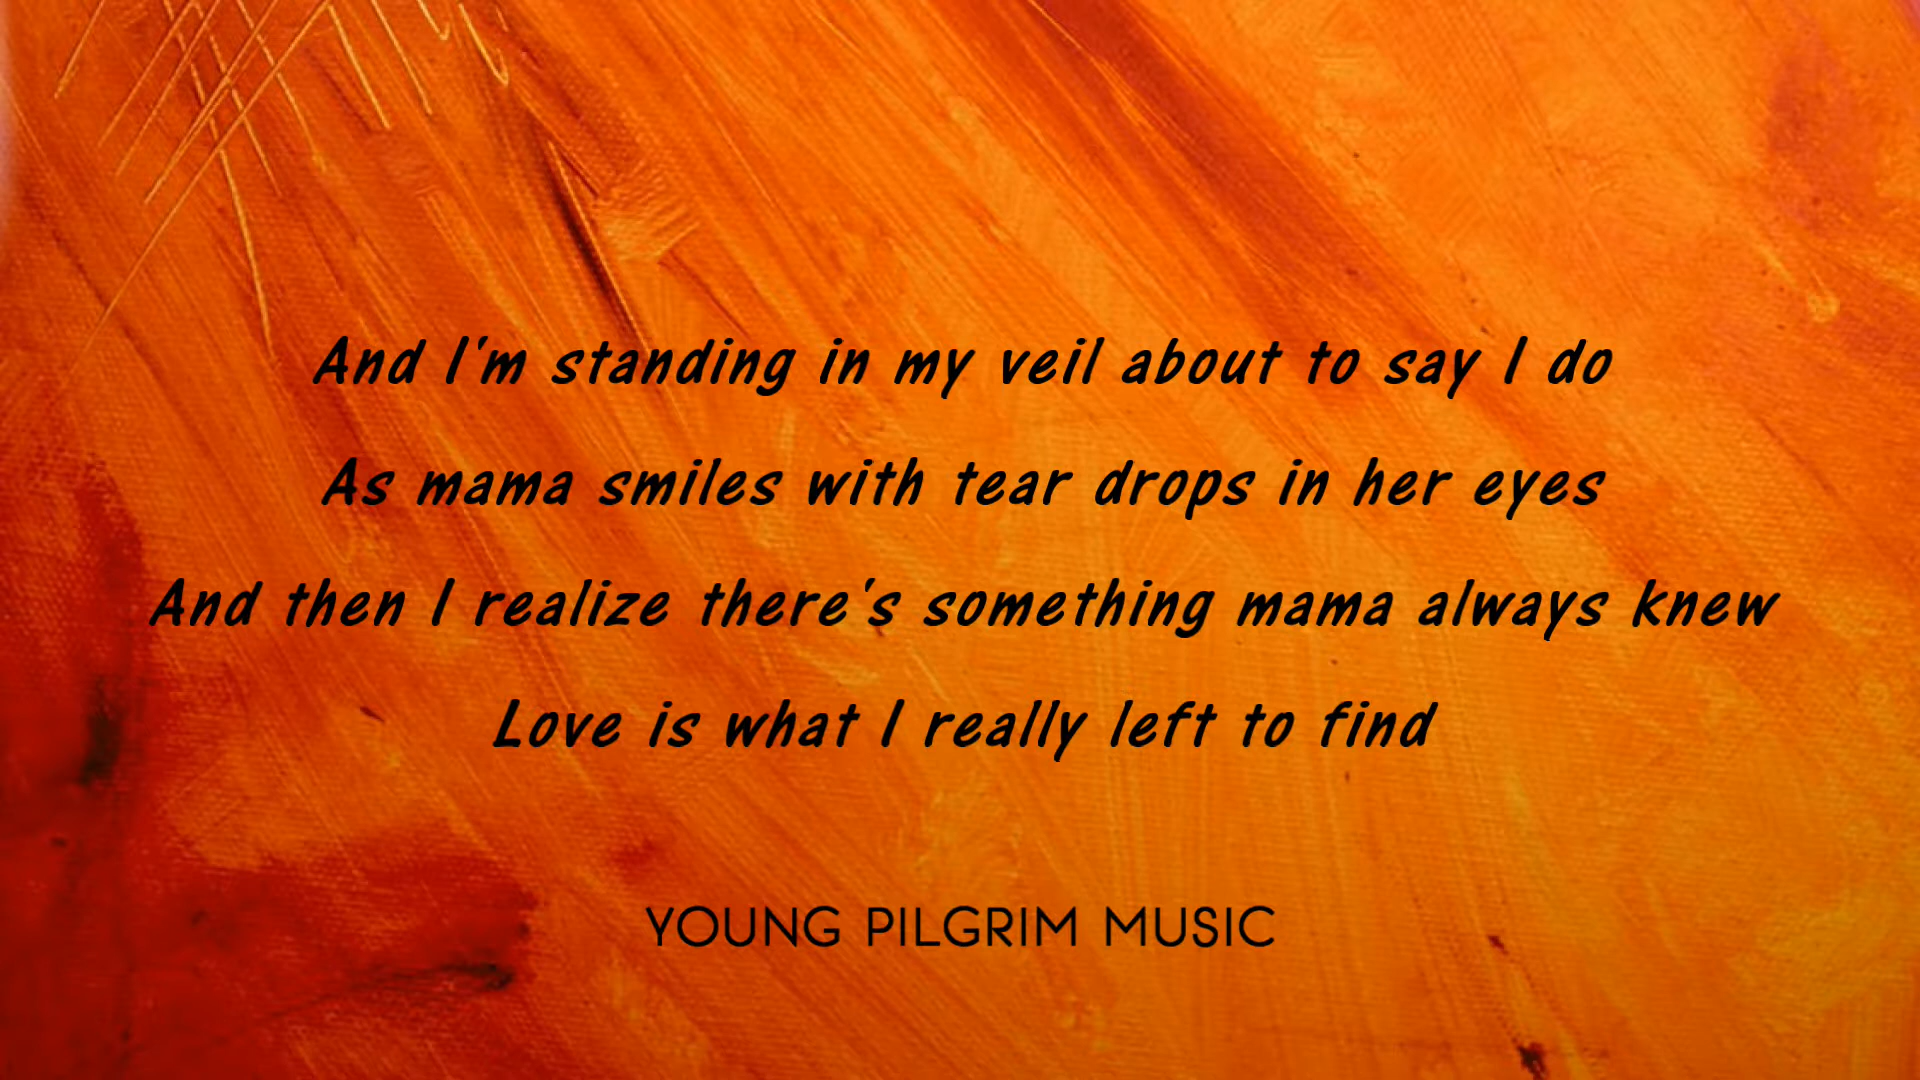 And I'm standing in my veil about to say I do
As mama smiles with tear drops in her eyes
And then I realize there's something mama always knew
Love is what I really left to find
YOUNG PILGRIM MUSIC